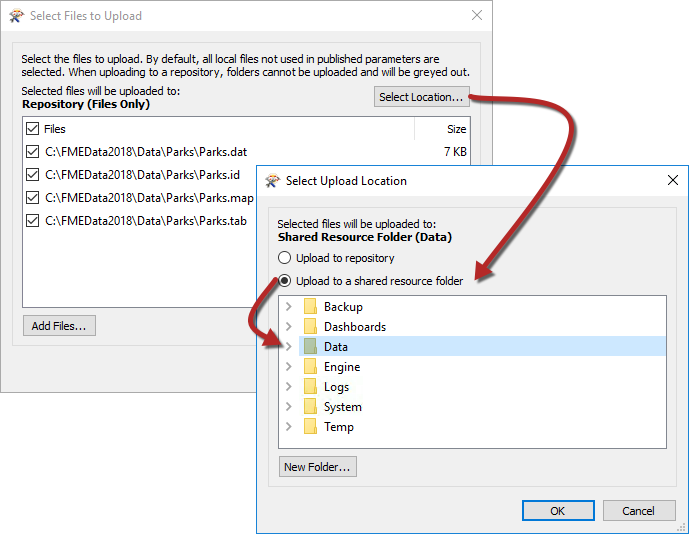 Select Files to Upload
Select the files to upload. By default, all local files not used in published parameters are
selected. When uploading to a repository, folders cannot be uploaded and will be greyed out.
Selected files will be uploaded to:
Repository (Files Only)
Select Location...
Files Size
C:\FMEData2018\Data\Parks\Parks.dat 7 KB
C:\FMEData2018\Data\Parks\Parks.id
C:\FMEData2018\Data\Parks\Parks.map
C:\FMEData2018\Data\Parks\Parks.tab
Add Files...
Select Upload Location
Selected files will be uploaded to:
Shared Resource Folder (Data)
Upload to repository
Upload to a shared resource folder
Backup
Dashboards
Data
Engine
Logs
System
Temp
New Folder...
OK Cancel